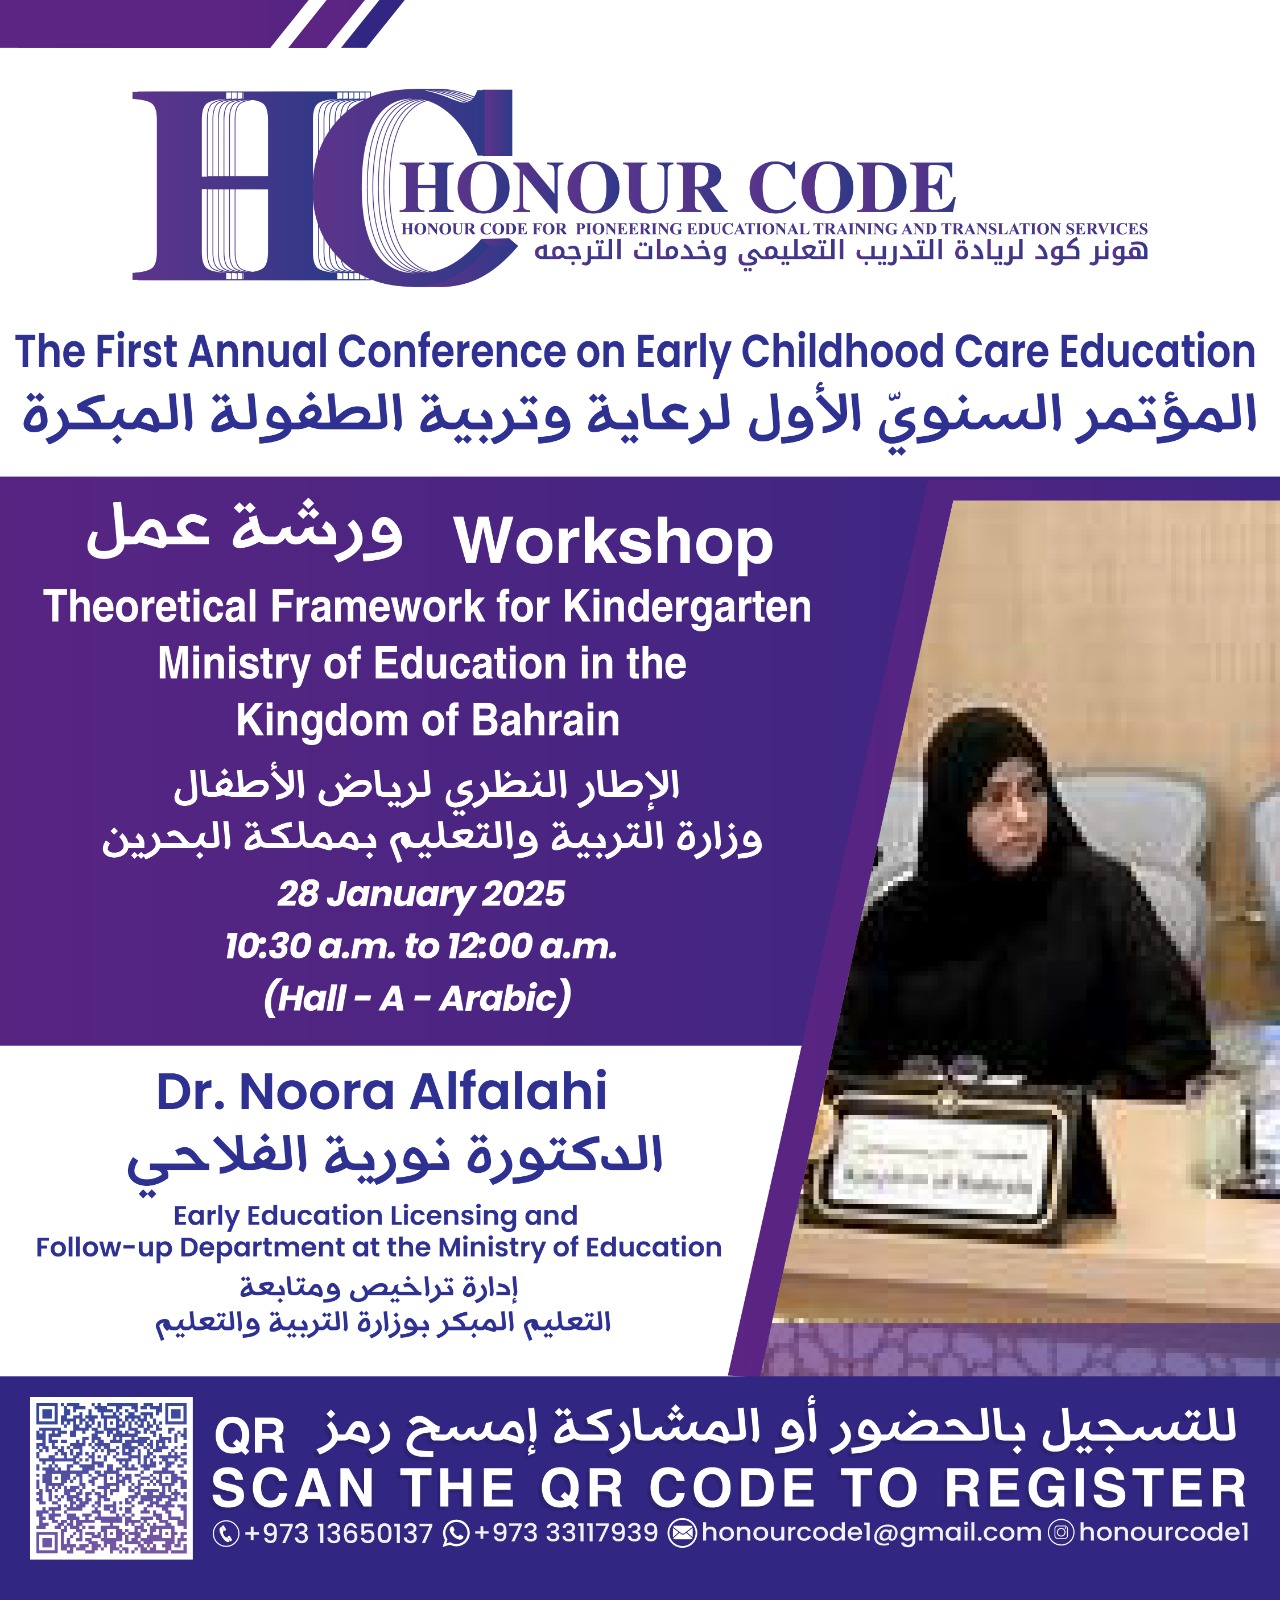 HC
HONOUR CODE
HONOUR CODE FOR PIONEERING EDUCATIONAL TRAINING AND TRANSLATION SERVICES
هونر كود لريادة التدريب التعليمي وخدمات الترجمه
The First Annual Conference on Early Childhood Care Education
المؤتمر السنويّ الأول لرعاية وتربية الطفولة المبكرة
ورشة عمل Workshop
Theoretical Framework for Kindergarten
Ministry of Education in the
Kingdom of Bahrain
الإطار النظري لرياض الأطفال
وزارة التربية والتعليم بمملكة البحرين
28 January 2025
10:30 a.m. to 12:00 a.m.
(Hall - A - Arabic)
Dr. Noora Alfalahi
الدكتورة نورية الفلاحي
Early Education Licensing and
Follow-up Department at the Ministry of Education
إدارة تراخيص ومتابعة
التعليم المبكر بوزارة التربية والتعليم
Kingdom of Bahrain
للتسجيل بالحضور أو المشاركة إمسح رمز QR
SCAN THE QR CODE TO REGISTER
+973 13650137 +973 33117939 honourcode1@gmail.com honourcode1